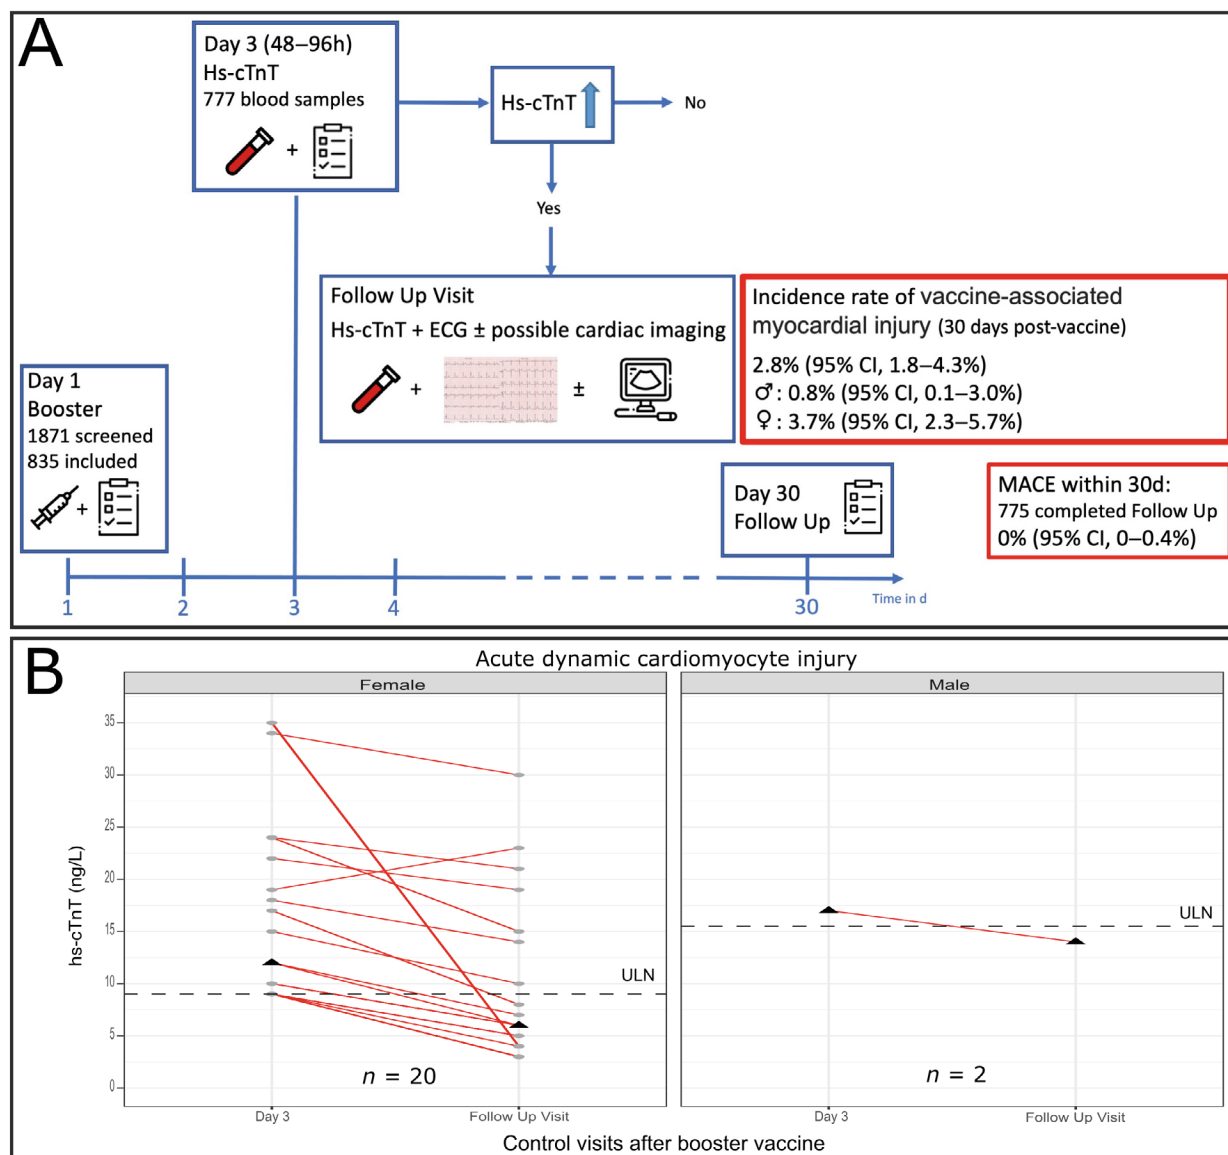 A
Day 3 (48–96h)
Hs-cTnT
777 blood samples
+
Hs-cTnT
No
Yes
Follow Up Visit
Hs-cTnT + ECG ± possible cardiac imaging
+
±
Incidence rate of vaccine-associated
myocardial injury (30 days post-vaccine)
2.8% (95% CI, 1.8–4.3%)
♂: 0.8% (95% CI, 0.1–3.0%)
♀: 3.7% (95% CI, 2.3–5.7%)
Day 1
Booster
1871 screened
835 included
+
Day 30
Follow Up
MACE within 30d:
775 completed Follow Up
0% (95% CI, 0–0.4%)
1 2 3 4 30 Time in d
B
Acute dynamic cardiomyocyte injury
Female Male
hs-cTnT (ng/L)
35
30
25
20
15
10
5
0
ULN
ULN
n = 20
n = 2
Day 3 Follow Up Visit Day 3 Follow Up Visit
Control visits after booster vaccine